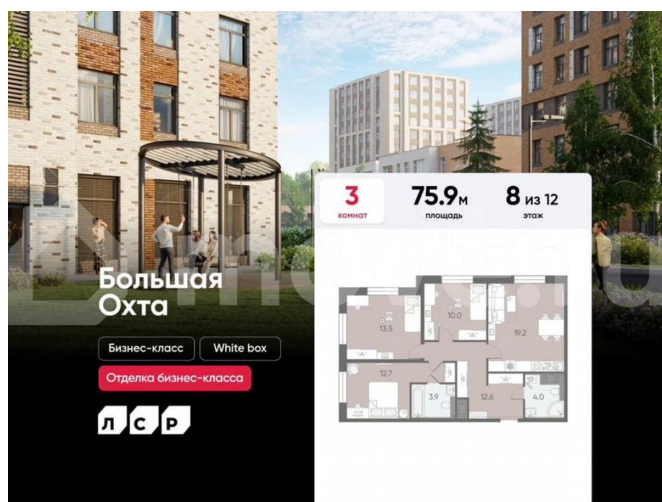 3
комнат
75.9 м
площадь
8 из 12
этаж
Большая
Охта
Бизнес-класс
White box
Отделка бизнес-класса
ЛСР
13.5
10.0
19.2
12.7
3.9
12.6
4.0